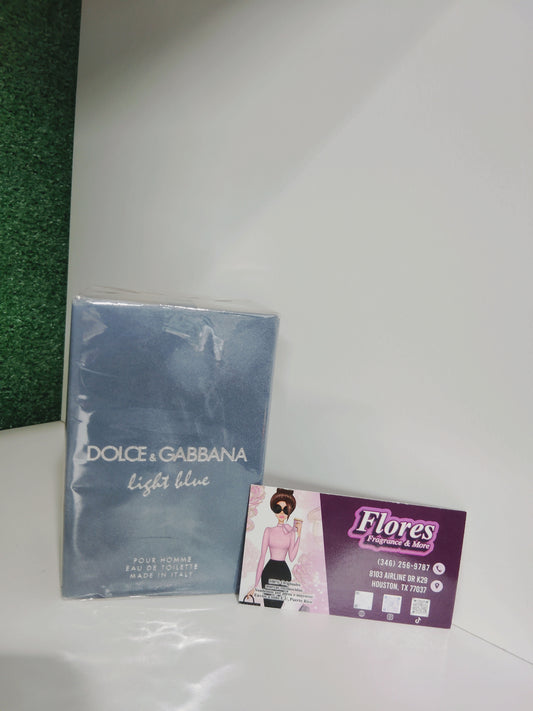 DOLCE & GABBANA
light blue
POUR HOMME
EAU DE TOILETTE
MADE IN ITALY
Flores
Fragrance & More
(346) 256-9787
8103 AIRLINE DR K29
HOUSTON, TX 77037